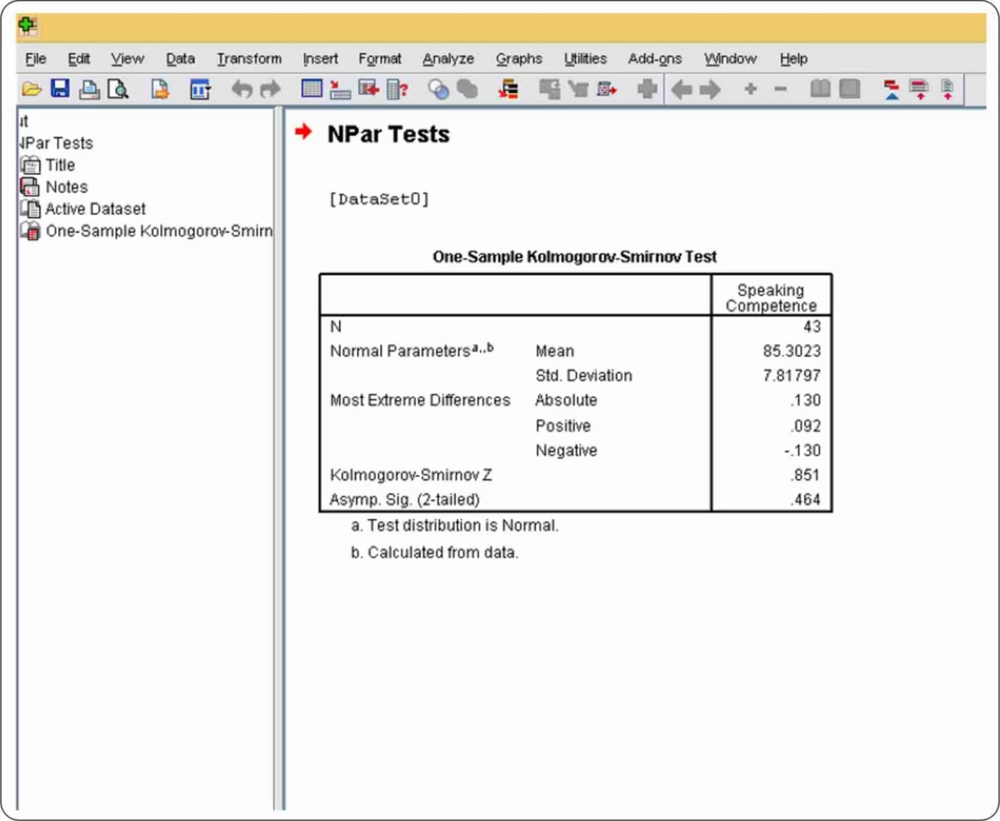 File Edit View Data Transform Insert Format Analyze Graphs Utilities Add-ons Window Help
NPar Tests
Title
Notes
Active Dataset
One-Sample Kolmogorov-Smirn
NPar Tests
[DataSet0]
One-Sample Kolmogorov-Smirnov Test
Speaking
Competence
N 43
Normal Parameters a,,b Mean 85.3023
Std. Deviation 7.81797
Most Extreme Differences Absolute .130
Positive .092
Negative -.130
Kolmogorov-Smirnov Z .851
Asymp. Sig. (2-tailed) .464
a. Test distribution is Normal.
b. Calculated from data.